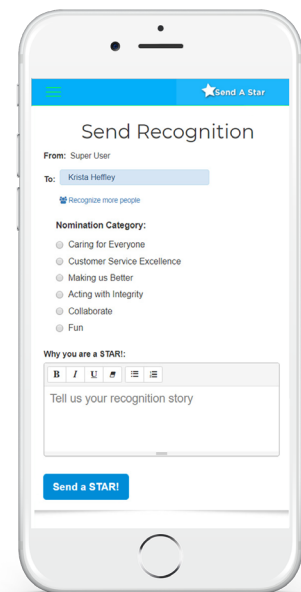 Send A Star
Send Recognition
From: Super User
To: Krista Heffley
Recognize more people
Nomination Category:
Caring for Everyone
Customer Service Excellence
Making us Better
Acting with Integrity
Collaborate
Fun
Why you are a STAR!:
B I U
Tell us your recognition story
Send a STAR!